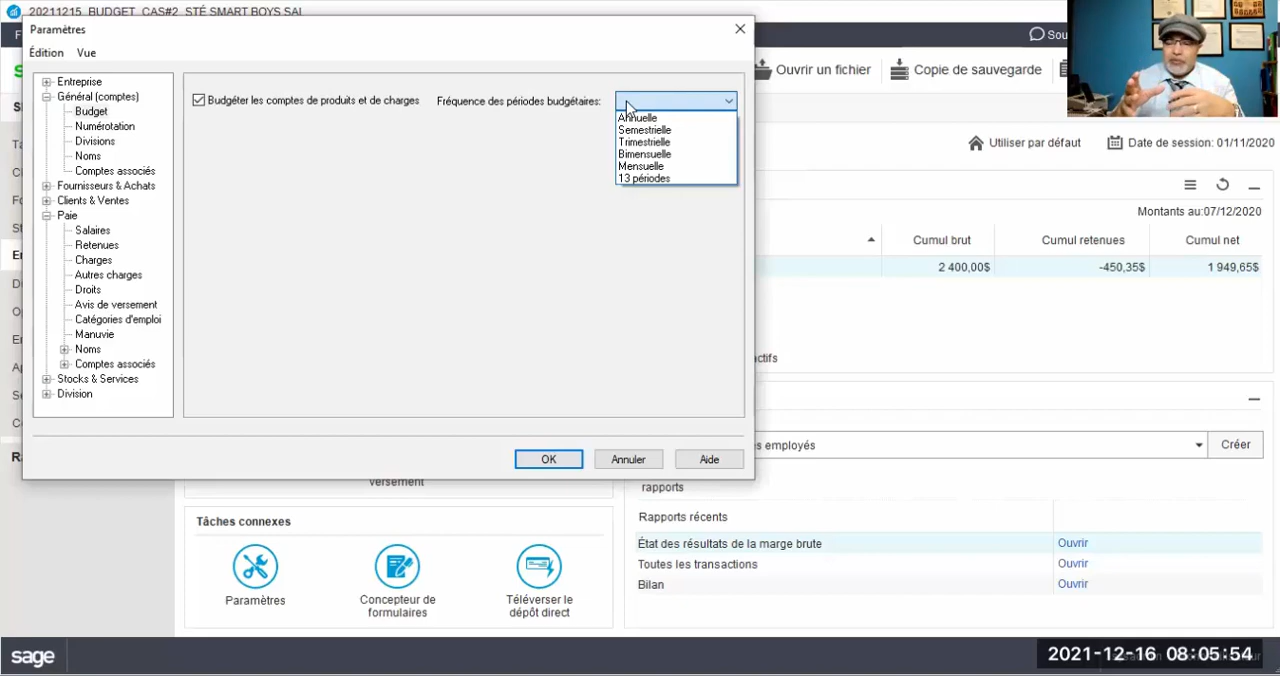 20211215_BUDGET_CAS#2_STÉ SMART BOYS SAL
Paramètres
Édition Vue
Entreprise
Général (comptes)
Budget
Numérotation
Divisions
Noms
Comptes associés
Fournisseurs & Achats
Clients & Ventes
Paie
Salaires
Retenues
Charges
Autres charges
Droits
Avis de versement
Catégories d'emploi
Manuvie
Noms
Comptes associés
Stocks & Services
Division
Budgéter les comptes de produits et de charges
Fréquence des périodes budgétaires:
Annuelle
Semestrielle
Trimestrielle
Bimensuelle
Mensuelle
13 périodes
OK Annuler Aide
Sou
Ouvrir un fichier Copie de sauvegarde
Utiliser par défaut Date de session: 01/11/2020
Montants au:07/12/2020
Cumul brut Cumul retenues Cumul net
2 400,00$ -450,35$ 1 949,65$
actifs
s employés Créer
versement
rapports
Tâches connexes
Paramètres
Concepteur de
formulaires
Téléverser le
dépôt direct
Rapports récents
État des résultats de la marge brute Ouvrir
Toutes les transactions Ouvrir
Bilan Ouvrir
sage
2021-12-16 08:05:54